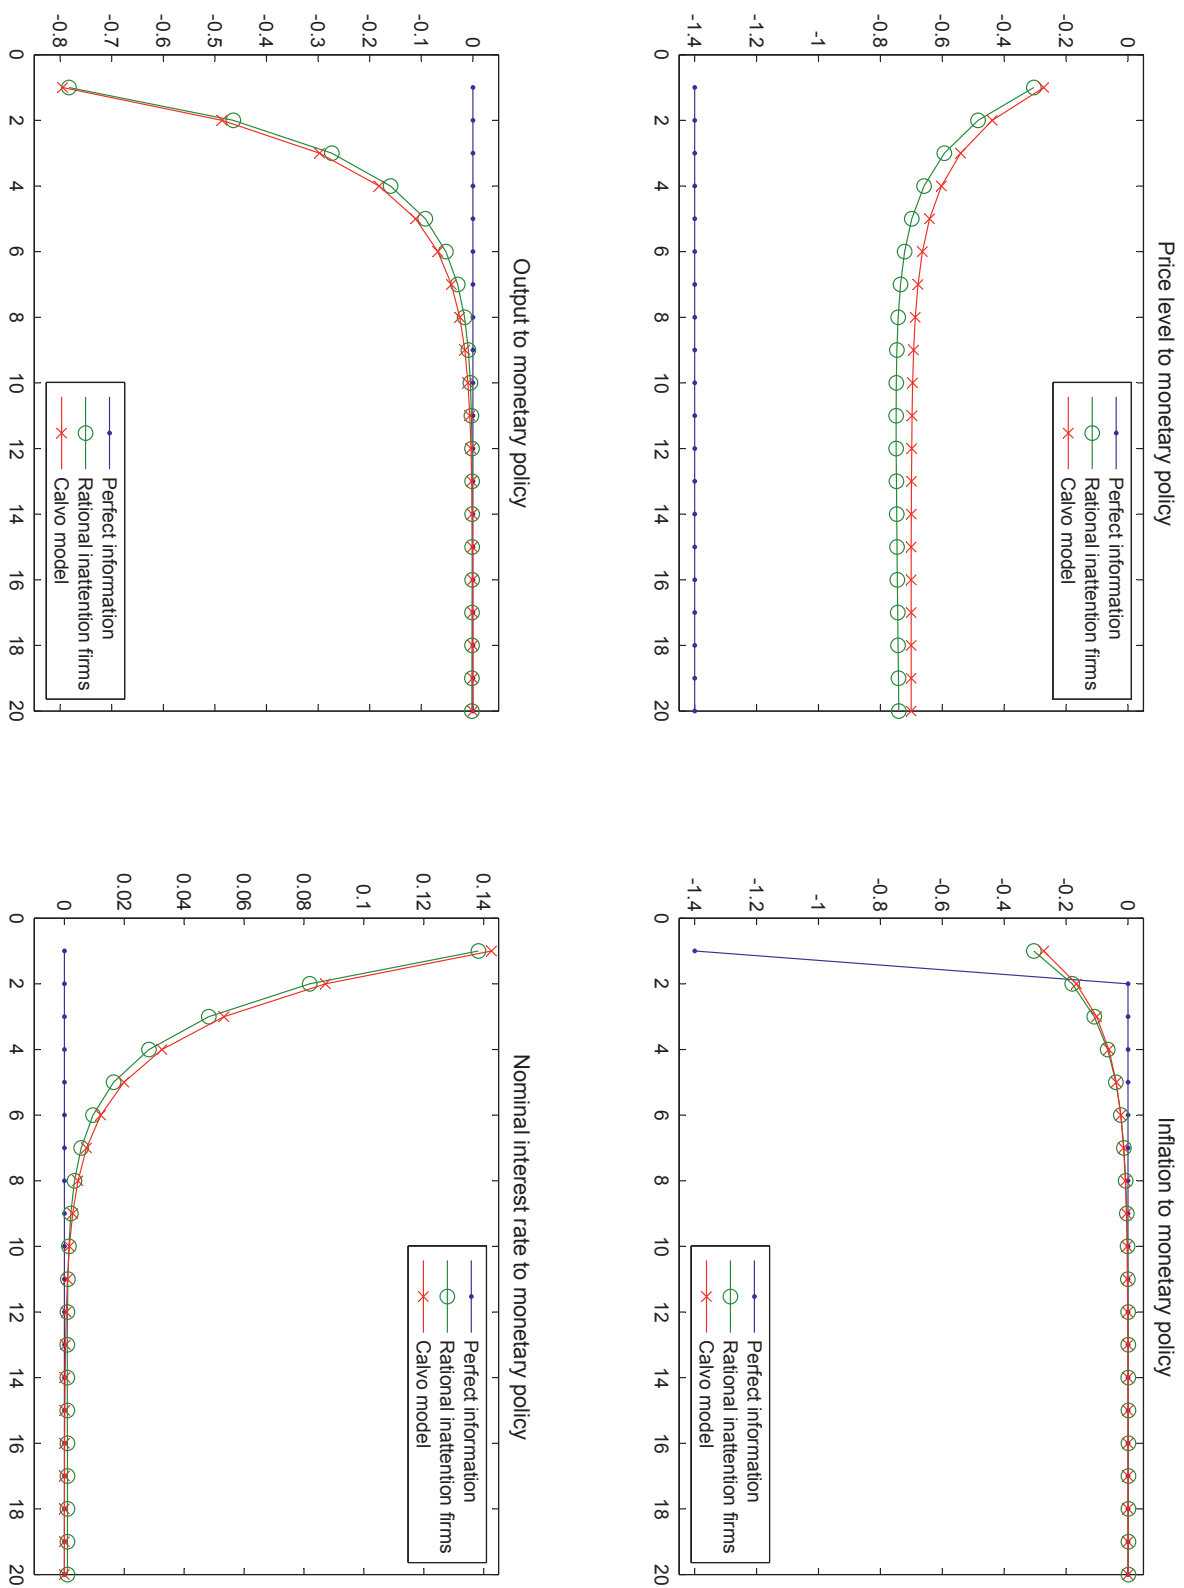 Price level to monetary policy
0
-0.2
-0.4
-0.6
-0.8
-1
-1.2
-1.4
0 2 4 6 8 10 12 14 16 18 20
Perfect information
Rational inattention firms
Calvo model
Inflation to monetary policy
0
-0.2
-0.4
-0.6
-0.8
-1
-1.2
-1.4
0 2 4 6 8 10 12 14 16 18 20
Perfect information
Rational inattention firms
Calvo model
Output to monetary policy
0
-0.1
-0.2
-0.3
-0.4
-0.5
-0.6
-0.7
-0.8
0 2 4 6 8 10 12 14 16 18 20
Perfect information
Rational inattention firms
Calvo model
Nominal interest rate to monetary policy
0.14
0.12
0.1
0.08
0.06
0.04
0.02
0
0 2 4 6 8 10 12 14 16 18 20
Perfect information
Rational inattention firms
Calvo model